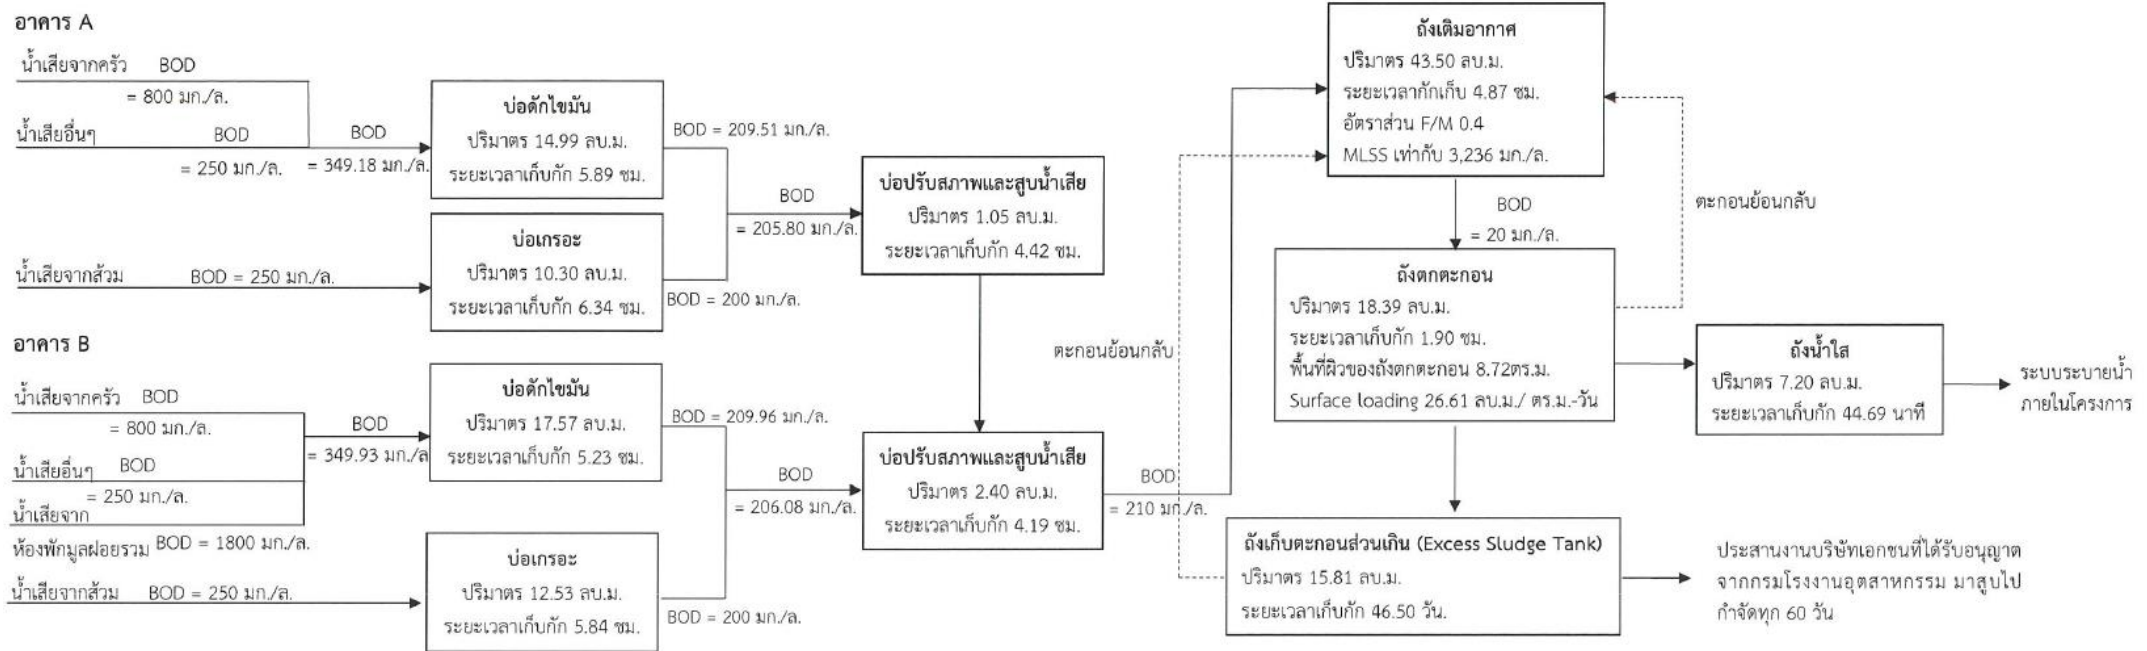 อาคาร A
น้ำเสียจากครัว BOD
= 800 มก./ล.
น้ำเสียอื่นๆ BOD
= 250 มก./ล.
BOD
= 349.18 มก./ล.
บ่อดักไขมัน
ปริมาตร 14.99 ลบ.ม.
ระยะเวลาเก็บกัก 5.89 ชม.
BOD = 209.51 มก./ล.
น้ำเสียจากส้วม BOD = 250 มก./ล.
บ่อเกรอะ
ปริมาตร 10.30 ลบ.ม.
ระยะเวลาเก็บกัก 6.34 ชม.
BOD = 200 มก./ล.
BOD
= 205.80 มก./ล.
บ่อปรับสภาพและสูบน้ำเสีย
ปริมาตร 1.05 ลบ.ม.
ระยะเวลาเก็บกัก 4.42 ชม.
อาคาร B
น้ำเสียจากครัว BOD
= 800 มก./ล.
น้ำเสียอื่นๆ BOD
= 250 มก./ล.
น้ำเสียจาก
ห้องพักมูลฝอยรวม BOD = 1800 มก./ล.
BOD
= 349.93 มก./ล
บ่อดักไขมัน
ปริมาตร 17.57 ลบ.ม.
ระยะเวลาเก็บกัก 5.23 ชม.
BOD = 209.96 มก./ล.
น้ำเสียจากส้วม BOD = 250 มก./ล.
บ่อเกรอะ
ปริมาตร 12.53 ลบ.ม.
ระยะเวลาเก็บกัก 5.84 ชม.
BOD = 200 มก./ล.
BOD
= 206.08 มก./ล.
บ่อปรับสภาพและสูบน้ำเสีย
ปริมาตร 2.40 ลบ.ม.
ระยะเวลาเก็บกัก 4.19 ชม.
BOD
= 210 มก./ล.
ถังเติมอากาศ
ปริมาตร 43.50 ลบ.ม.
ระยะเวลากักเก็บ 4.87 ชม.
อัตราส่วน F/M 0.4
MLSS เท่ากับ 3,236 มก./ล.
BOD
= 20 มก./ล.
ตะกอนย้อนกลับ
ถังตกตะกอน
ปริมาตร 18.39 ลบ.ม.
ระยะเวลาเก็บกัก 1.90 ชม.
พื้นที่ผิวของถังตกตะกอน 8.72ตร.ม.
Surface loading 26.61 ลบ.ม./ ตร.ม.-วัน
ตะกอนย้อนกลับ
ถังน้ำใส
ปริมาตร 7.20 ลบ.ม.
ระยะเวลาเก็บกัก 44.69 นาที
ระบบระบายน้ำ
ภายในโครงการ
ถังเก็บตะกอนส่วนเกิน (Excess Sludge Tank)
ปริมาตร 15.81 ลบ.ม.
ระยะเวลาเก็บกัก 46.50 วัน.
ประสานงานบริษัทเอกชนที่ได้รับอนุญาต
จากกรมโรงงานอุตสาหกรรม มาสูบไป
กำจัดทุก 60 วัน